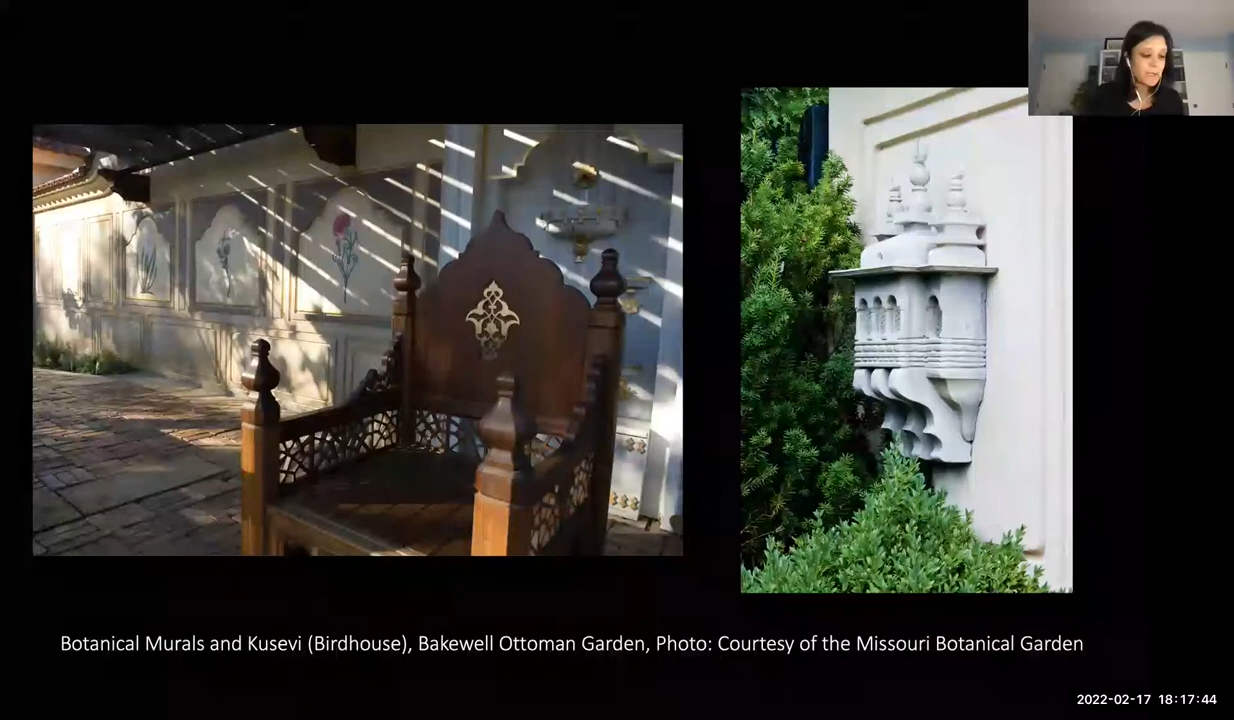 Botanical Murals and Kusevi (Birdhouse), Bakewell Ottoman Garden, Photo: Courtesy of the Missouri Botanical Garden
2022-02-17 18:17:44